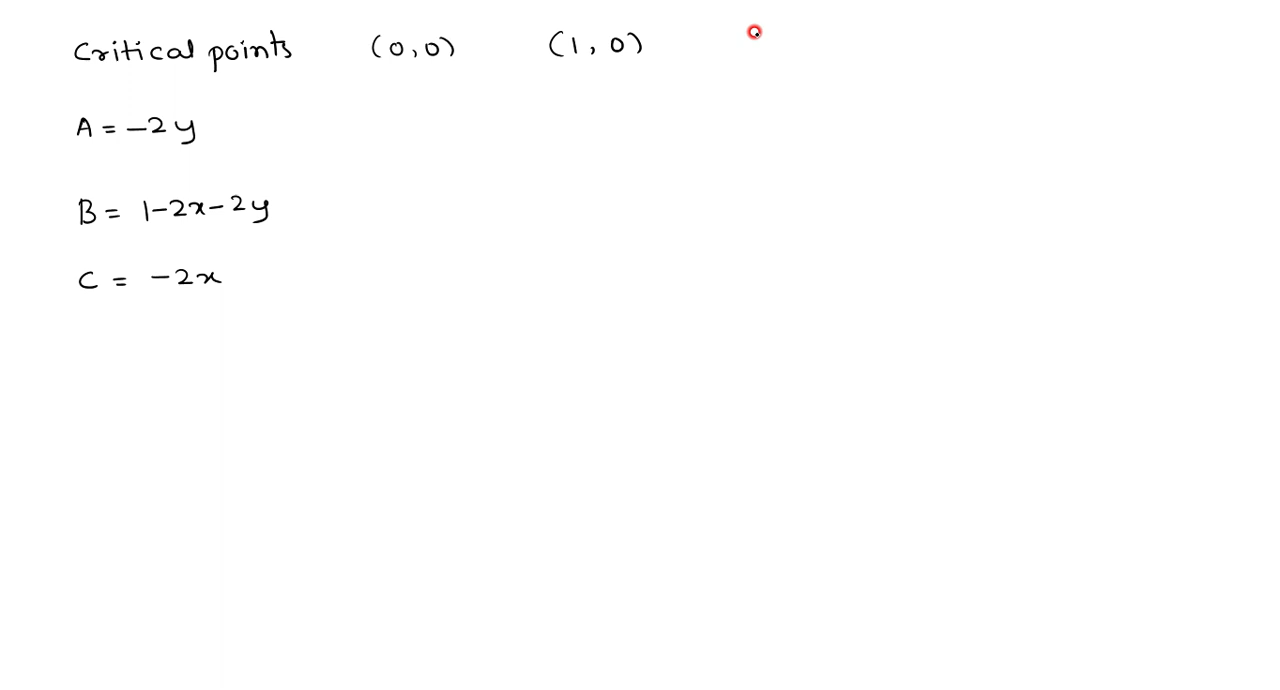 Critical points (0,0) (1,0)
A = -2y
B = 1-2x-2y
C = -2x